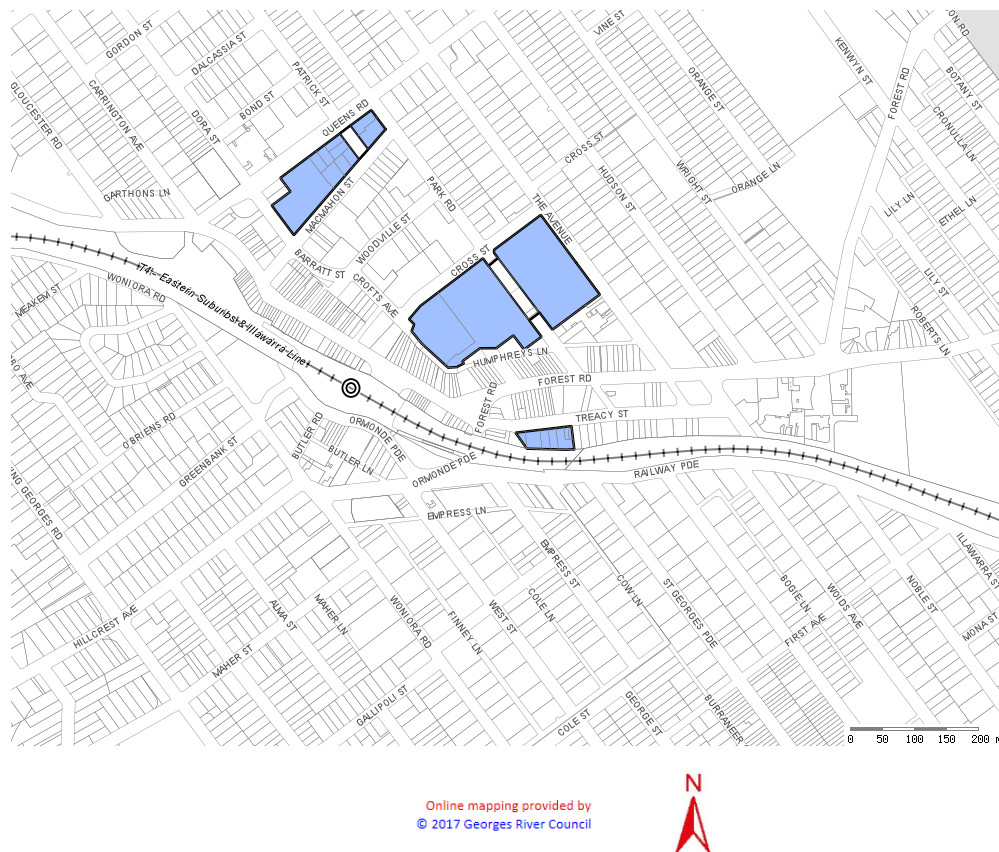 GORDON ST
DALCASSIA ST
VINE ST
KENWYN ST
PATRICK ST
CARRINGTON AVE
GLOUCESTER RD
BOND ST
DORA ST
QUEENS RD
ORANGE ST
FOREST RD
BOTANY ST
CRONULLA LN
CROSS ST
HUDSON ST
WRIGHT ST
ORANGE LN
GARTHONS LN
MACMAHON ST
PARK RD
THE AVENUE
LILY LN
ETHEL LN
WOODVILLE ST
CROSS ST
BARRATT ST
CROFTS AVE
T4 - Eastern Suburbs & Illawarra Line
WONIORA RD
MEAKEM ST
LILY ST
ROBERTS LN
HUMPHREYS LN
FOREST RD
FOREST RD
TREACY ST
O'BRIENS RD
GREENBANK ST
BUTLER RD
BUTLER LN
ORMONDE PDE
ORMONDE PDE
RAILWAY PDE
EMPRESS LN
EMPRESS ST
ILLAWARRA ST
HILLCREST AVE
ALMA ST
MAHER LN
MAHER ST
WONIORA RD
FINNEY LN
WEST ST
COLE LN
COW LN
ST GEORGES PDE
BOGIE LN
WOIDS AVE
FIRST AVE
NOBLE ST
MONA ST
GALLIPOLI ST
COLE ST
GEORGE ST
BURRANEER
0 50 100 150 200
N
Online mapping provided by
© 2017 Georges River Council